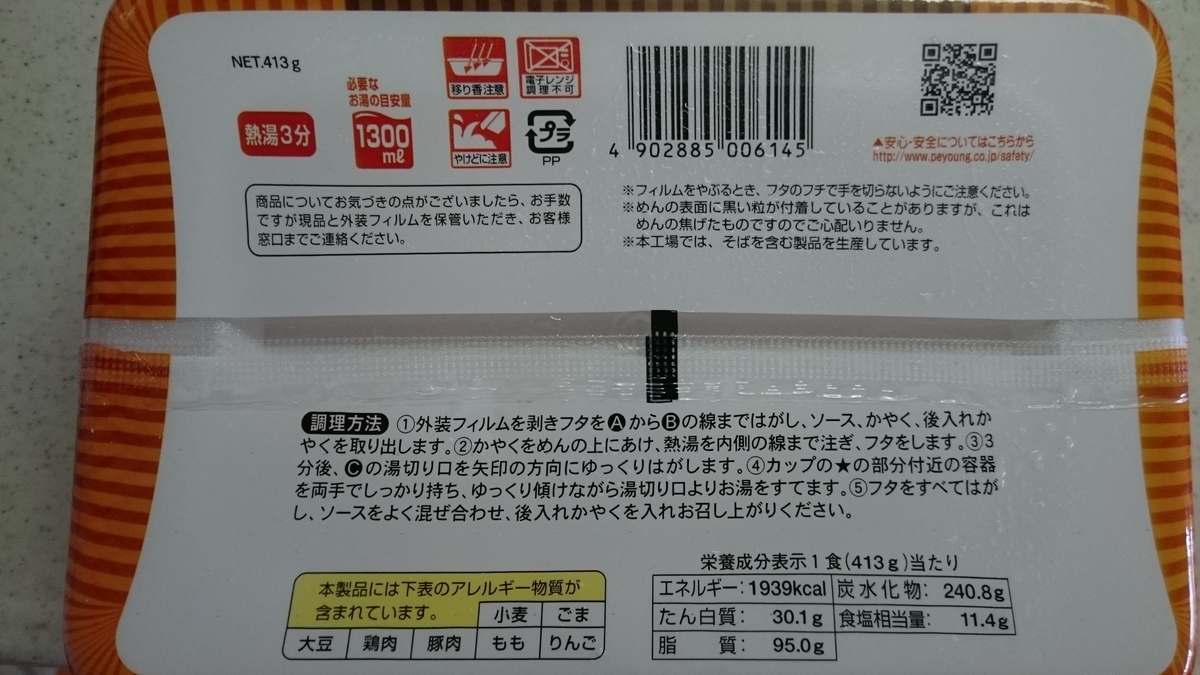 NET.413g
必要な
お湯の目安量
熱湯3分
1300
mℓ
移り香注意
電子レンジ
調理不可
やけどに注意
プラ
PP
4 902885 006145
▲安心・安全についてはこちらから
http://www.peyoung.co.jp/safety/
商品についてお気づきの点がございましたら、お手数
ですが現品と外装フィルムを保管いただき、お客様
窓口までご連絡ください。
※フィルムをやぶるとき、フタのフチで手を切らないようにご注意ください。
※めんの表面に黒い粒が付着していることがありますが、これは
めんの焦げたものですのでご心配いりません。
※本工場では、そばを含む製品を生産しています。
調理方法 ①外装フィルムを剥きフタをAからBの線まではがし、ソース、かやく、後入れか
やくを取り出します。②かやくをめんの上にあけ、熱湯を内側の線まで注ぎ、フタをします。③3
分後、Cの湯切り口を矢印の方向にゆっくりはがします。④カップの★の部分付近の容器
を両手でしっかり持ち、ゆっくり傾けながら湯切り口よりお湯をすてます。⑤フタをすべてはが
し、ソースをよく混ぜ合わせ、後入れかやくを入れお召し上がりください。
本製品には下表のアレルギー物質が
含まれています。 小麦 ごま
大豆 鶏肉 豚肉 もも りんご
栄養成分表示1食(413g)当たり
エネルギー:1939kcal 炭水化物: 240.8g
たん白質: 30.1g 食塩相当量: 11.4g
脂質: 95.0g